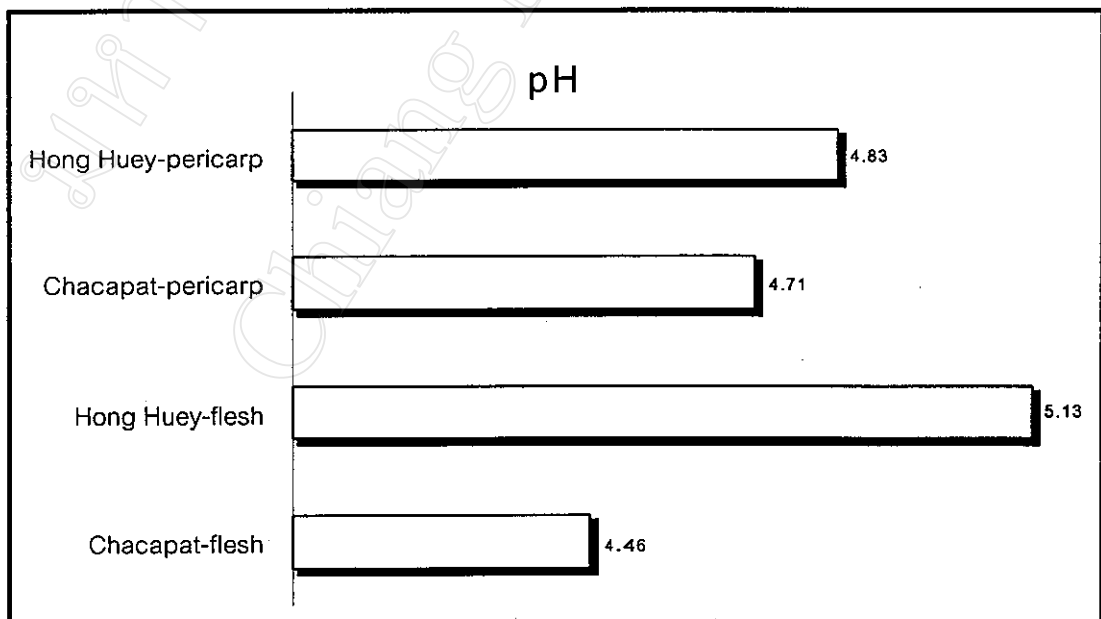 pH
Hong Huey-pericarp 4.83
Chacapat-pericarp 4.71
Hong Huey-flesh 5.13
Chacapat-flesh 4.46
Chiang